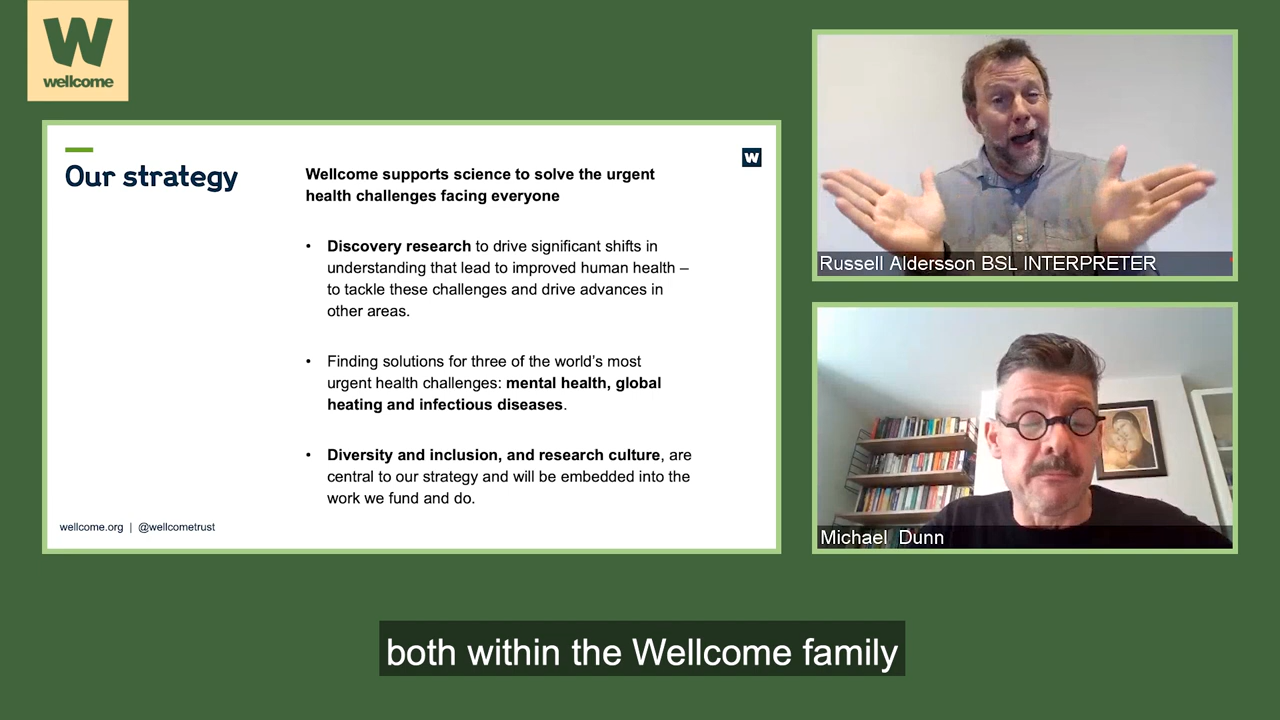 W
wellcome
Our strategy
W
Wellcome supports science to solve the urgent
health challenges facing everyone
• Discovery research to drive significant shifts in
understanding that lead to improved human health –
to tackle these challenges and drive advances in
other areas.
• Finding solutions for three of the world’s most
urgent health challenges: mental health, global
heating and infectious diseases.
• Diversity and inclusion, and research culture, are
central to our strategy and will be embedded into the
work we fund and do.
wellcome.org | @wellcometrust
Russell Aldersson BSL INTERPRETER
Michael Dunn
both within the Wellcome family